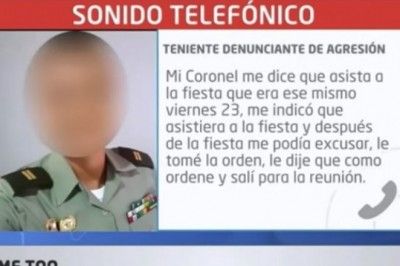 SONIDO TELEFÓNICO
TENIENTE DENUNCIANTE DE AGRESIÓN
Mi Coronel me dice que asista a
la fiesta que era ese mismo
viernes 23, me indicó que
asistiera a la fiesta y después
de la fiesta me podía excusar, le
tomé la orden, le dije que como
ordene y salí para la reunión.
ME TOO